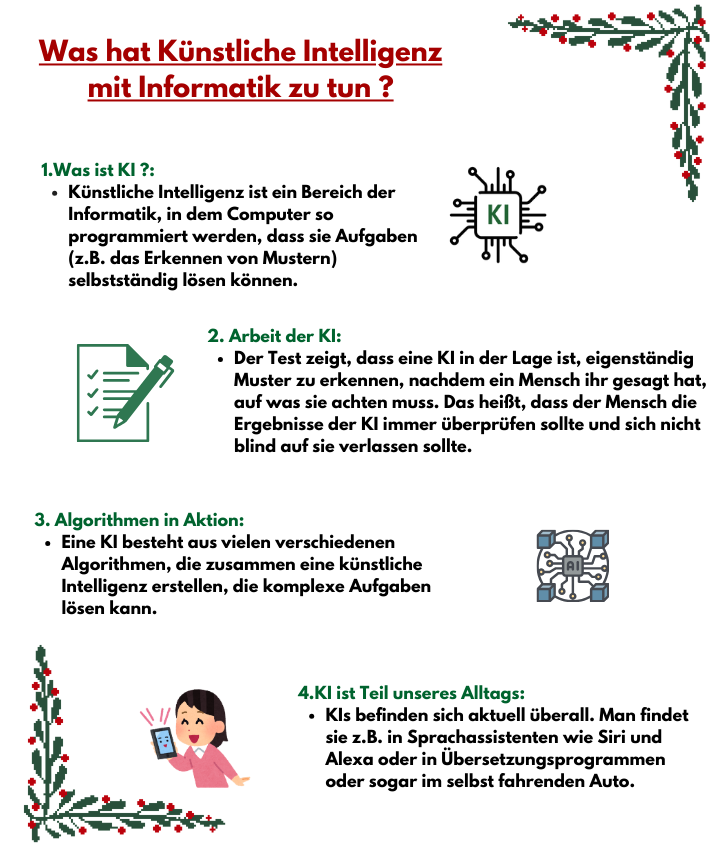 Was hat Künstliche Intelligenz
mit Informatik zu tun ?
1.Was ist KI ?:
• Künstliche Intelligenz ist ein Bereich der
Informatik, in dem Computer so
programmiert werden, dass sie Aufgaben
(z.B. das Erkennen von Mustern)
selbstständig lösen können.
KI
2. Arbeit der KI:
• Der Test zeigt, dass eine KI in der Lage ist, eigenständig
Muster zu erkennen, nachdem ein Mensch ihr gesagt hat,
auf was sie achten muss. Das heißt, dass der Mensch die
Ergebnisse der KI immer überprüfen sollte und sich nicht
blind auf sie verlassen sollte.
3. Algorithmen in Aktion:
• Eine KI besteht aus vielen verschiedenen
Algorithmen, die zusammen eine künstliche
Intelligenz erstellen, die komplexe Aufgaben
lösen kann.
AI
4.KI ist Teil unseres Alltags:
• KIs befinden sich aktuell überall. Man findet
sie z.B. in Sprachassistenten wie Siri und
Alexa oder in Übersetzungsprogrammen
oder sogar im selbst fahrenden Auto.